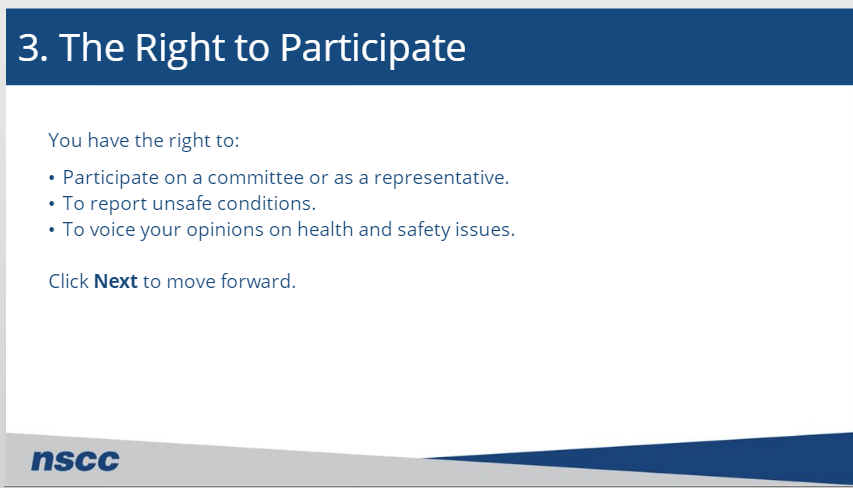 3. The Right to Participate
You have the right to:
• Participate on a committee or as a representative.
• To report unsafe conditions.
• To voice your opinions on health and safety issues.
Click Next to move forward.
nscc